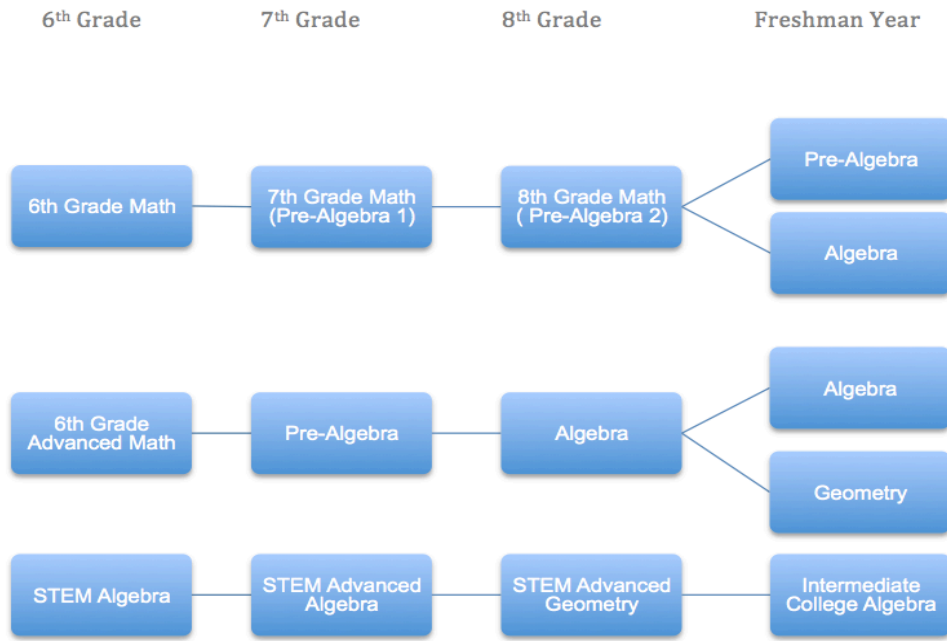 6th Grade
7th Grade
8th Grade
Freshman Year
Pre-Algebra
6th Grade Math
7th Grade Math
(Pre-Algebra 1)
8th Grade Math
( Pre-Algebra 2)
Algebra
Algebra
6th Grade
Advanced Math
Pre-Algebra
Algebra
Geometry
STEM Algebra
STEM Advanced
Algebra
STEM Advanced
Geometry
Intermediate
College Algebra